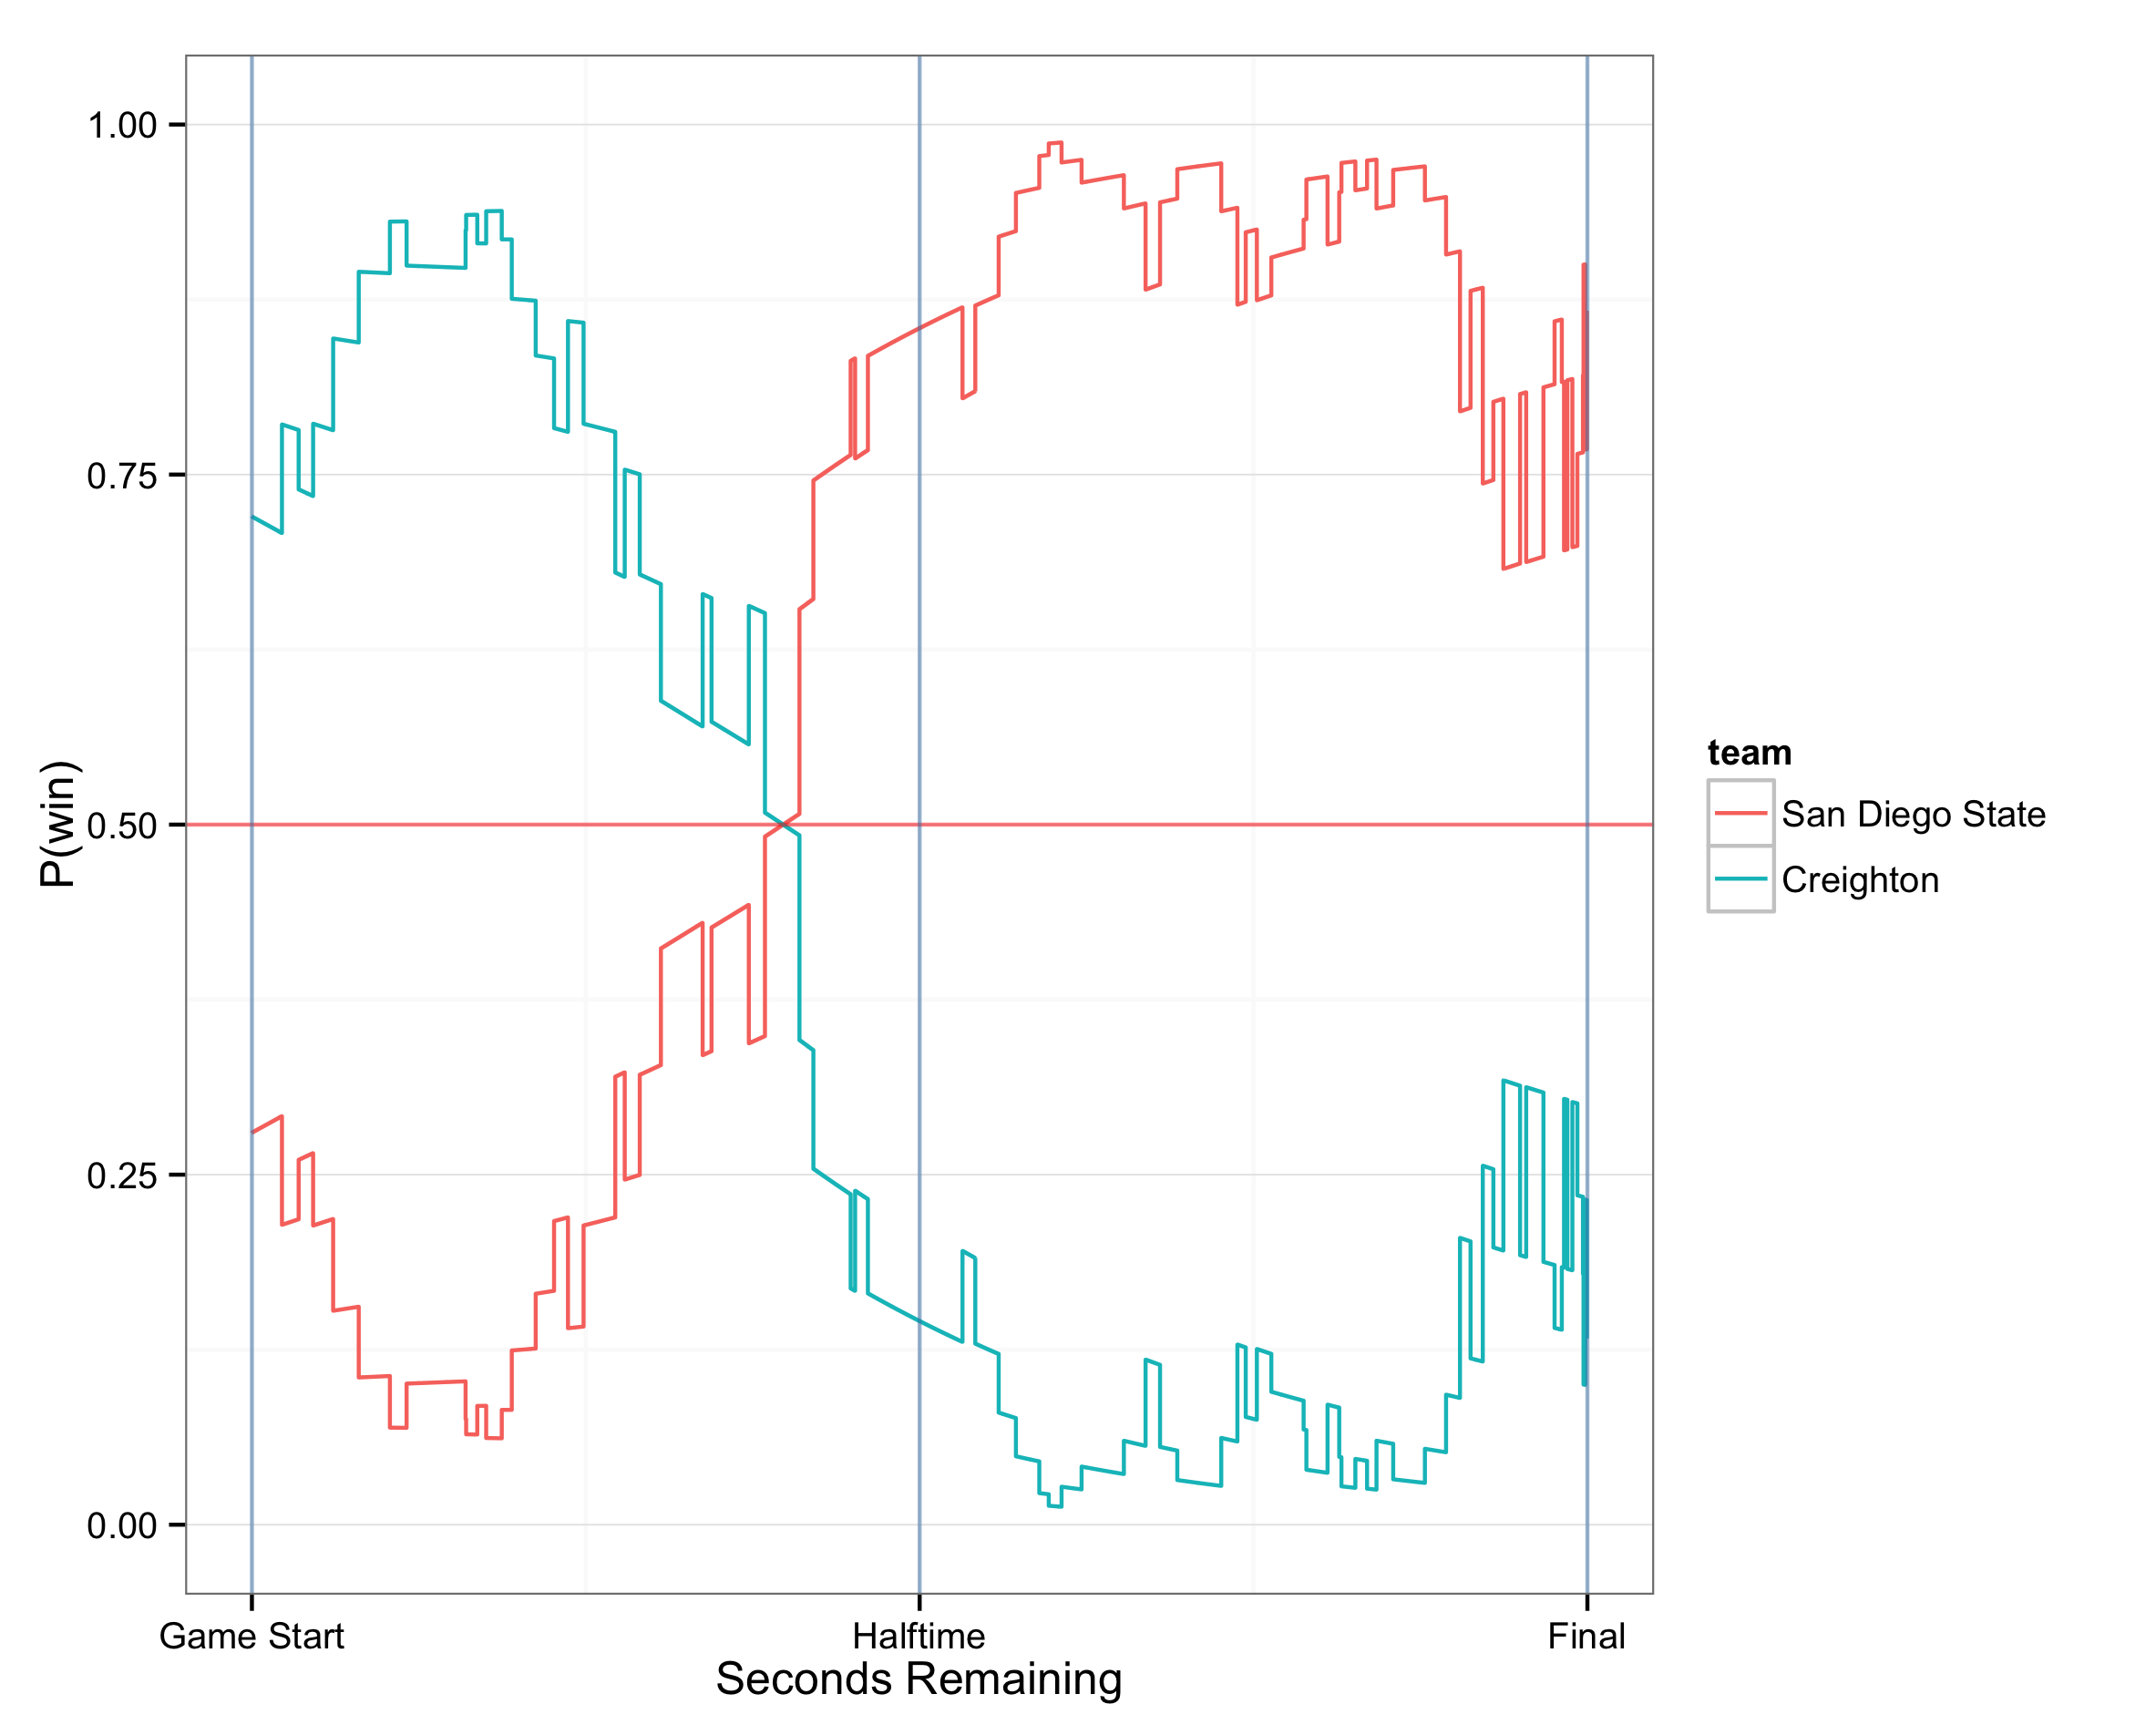 1.00
0.75
0.50
0.25
0.00
P(win)
Game Start
Halftime
Final
Seconds Remaining
team
San Diego State
Creighton